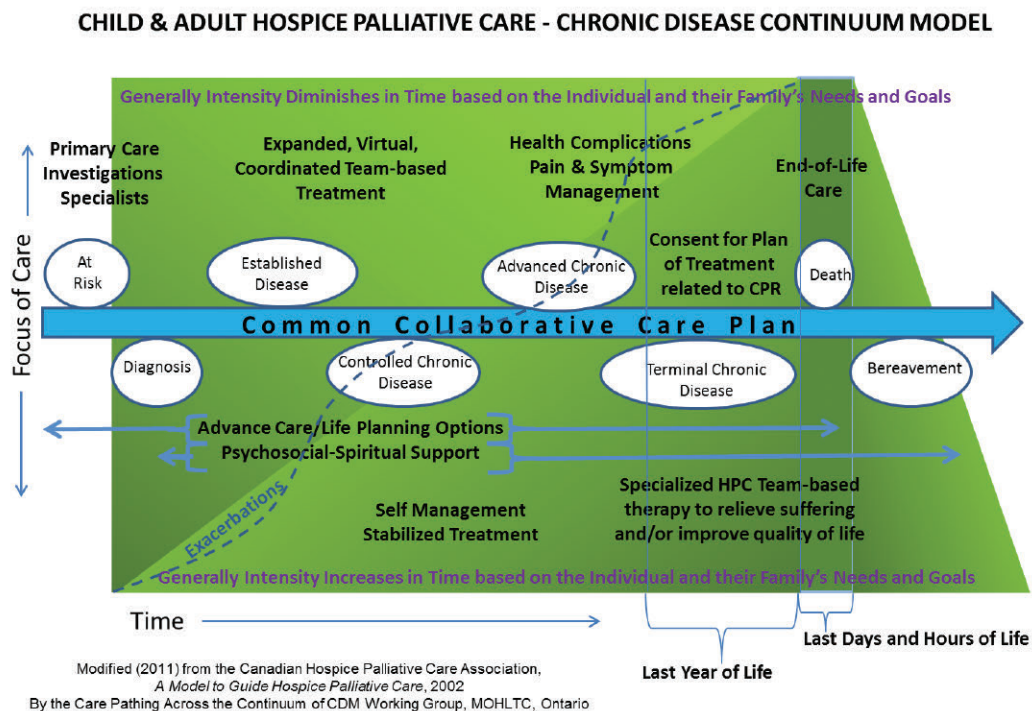 CHILD & ADULT HOSPICE PALLIATIVE CARE - CHRONIC DISEASE CONTINUUM MODEL
Generally Intensity Diminishes in Time based on the Individual and their Family's Needs and Goals
Primary Care
Investigations
Specialists
Expanded, Virtual,
Coordinated Team-based
Treatment
Health Complications
Pain & Symptom
Management
End-of-Life
Care
Focus of Care
At
Risk
Established
Disease
Advanced Chronic
Disease
Consent for Plan
of Treatment
related to CPR
Death
Common Collaborative Care Plan
Diagnosis
Controlled Chronic
Disease
Terminal Chronic
Disease
Bereavement
Advance Care/Life Planning Options
Psychosocial-Spiritual Support
Exacerbations
Self Management
Stabilized Treatment
Specialized HPC Team-based
therapy to relieve suffering
and/or improve quality of life
Generally Intensity Increases in Time based on the Individual and their Family's Needs and Goals
Time
Last Year of Life
Last Days and Hours of Life
Modified (2011) from the Canadian Hospice Palliative Care Association,
A Model to Guide Hospice Palliative Care, 2002
By the Care Pathing Across the Continuum of CDM Working Group, MOHLTC, Ontario